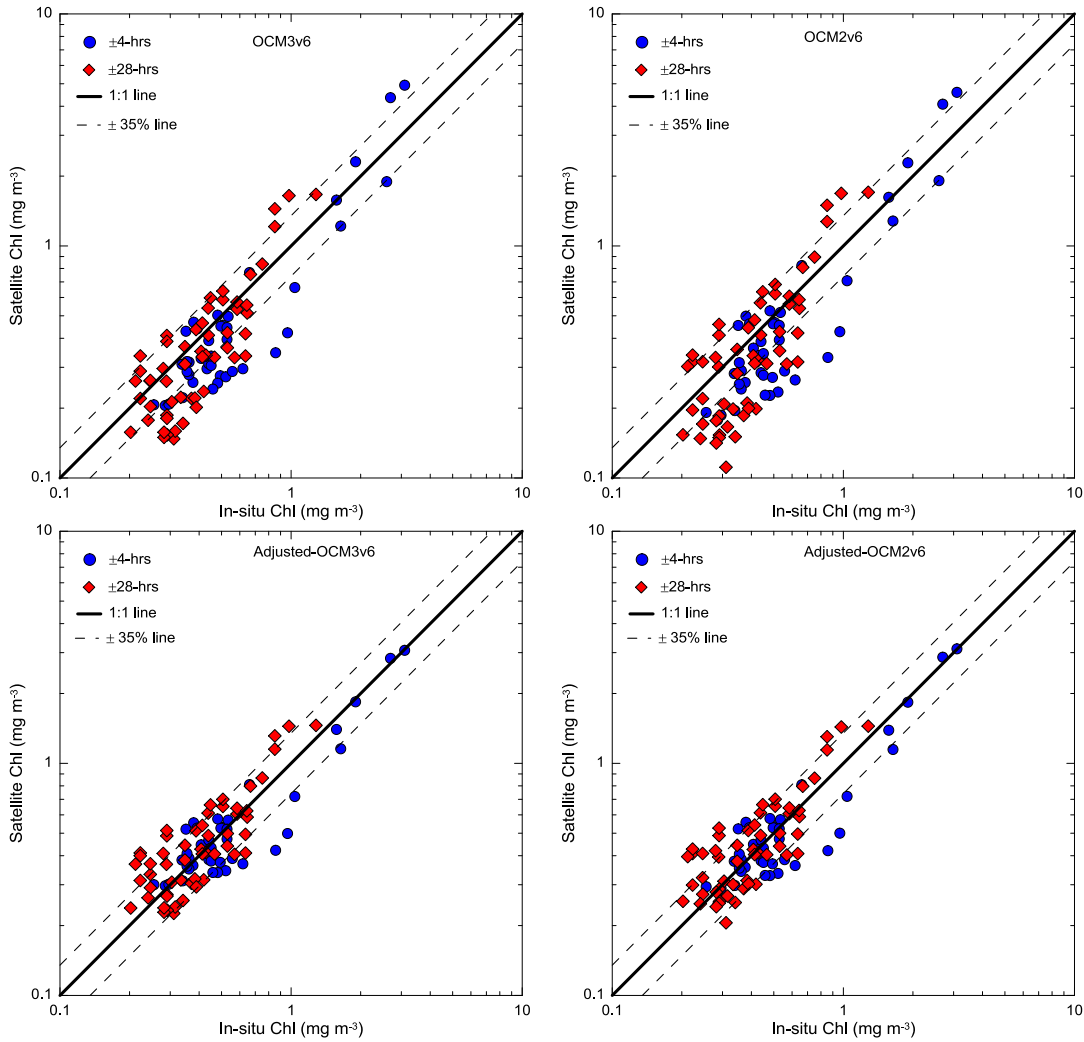 10
±4-hrs
OCM3v6
±28-hrs
1:1 line
± 35% line
1
0.1
0.1
1
10
Satellite Chl (mg m-3)
In-situ Chl (mg m-3)
10
±4-hrs
OCM2v6
±28-hrs
1:1 line
± 35% line
1
0.1
0.1
1
10
Satellite Chl (mg m-3)
In-situ Chl (mg m-3)
10
±4-hrs
Adjusted-OCM3v6
±28-hrs
1:1 line
± 35% line
1
0.1
0.1
1
10
Satellite Chl (mg m-3)
In-situ Chl (mg m-3)
10
±4-hrs
Adjusted-OCM2v6
±28-hrs
1:1 line
± 35% line
1
0.1
0.1
1
10
Satellite Chl (mg m-3)
In-situ Chl (mg m-3)